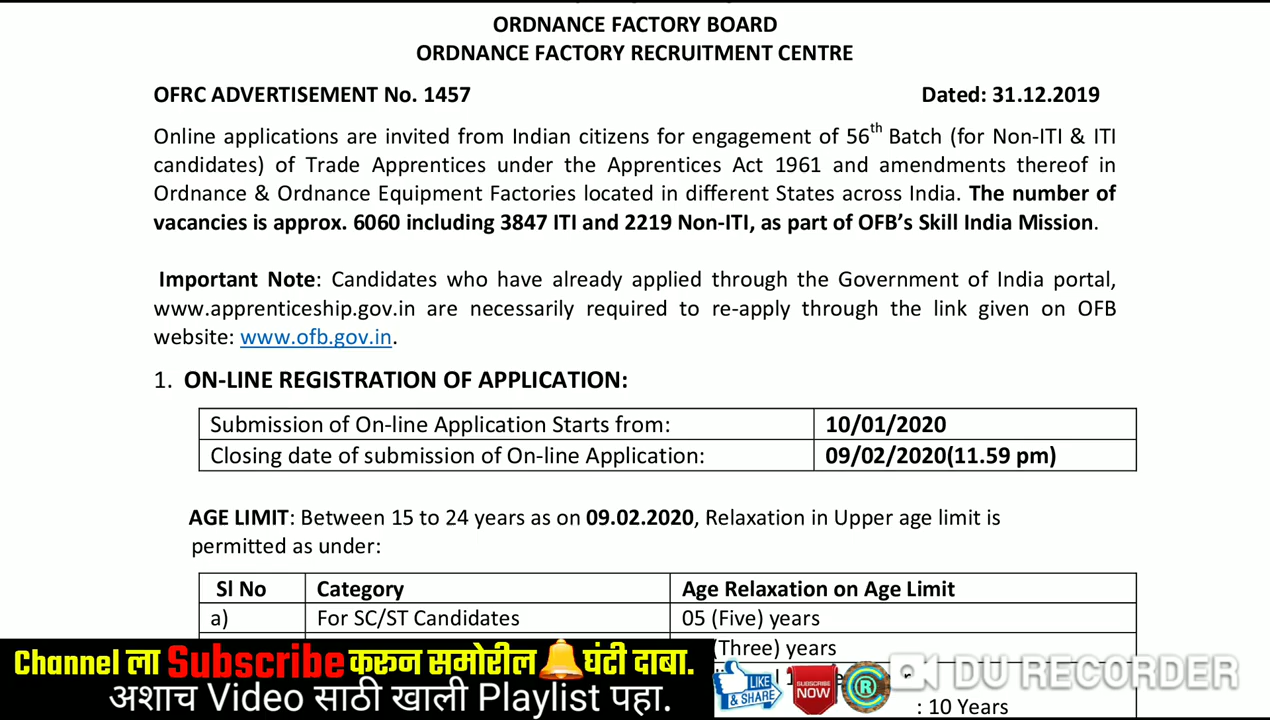 ORDNANCE FACTORY BOARD
ORDNANCE FACTORY RECRUITMENT CENTRE
OFRC ADVERTISEMENT No. 1457 Dated: 31.12.2019
Online applications are invited from Indian citizens for engagement of 56th Batch (for Non-ITI & ITI
candidates) of Trade Apprentices under the Apprentices Act 1961 and amendments thereof in
Ordnance & Ordnance Equipment Factories located in different States across India. The number of
vacancies is approx. 6060 including 3847 ITI and 2219 Non-ITI, as part of OFB's Skill India Mission.
Important Note: Candidates who have already applied through the Government of India portal,
www.apprenticeship.gov.in are necessarily required to re-apply through the link given on OFB
website: www.ofb.gov.in.
1. ON-LINE REGISTRATION OF APPLICATION:
Submission of On-line Application Starts from: 10/01/2020
Closing date of submission of On-line Application: 09/02/2020(11.59 pm)
AGE LIMIT: Between 15 to 24 years as on 09.02.2020, Relaxation in Upper age limit is
permitted as under:
Sl No Category Age Relaxation on Age Limit
a) For SC/ST Candidates 05 (Five) years
(Three) years
: 10 Years
Channel ला Subscribe करून समोरील घंटी दाबा.
अशाच Video साठी खाली Playlist पहा.
LIKE
& SHARE
SUBSCRIBE
NOW
R
DU RECORDER